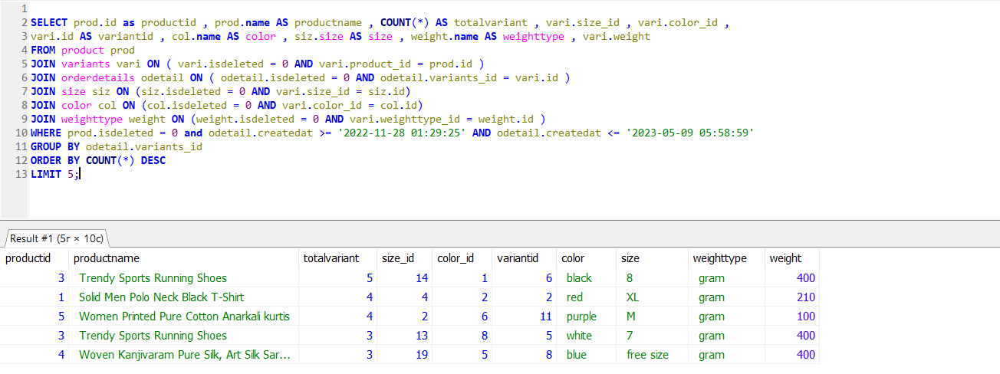 1
2 SELECT prod.id as productid , prod.name AS productname , COUNT(*) AS totalvariant , vari.size_id , vari.color_id ,
3 vari.id AS variantid , col.name AS color , siz.size AS size , weight.name AS weighttype , vari.weight
4 FROM product prod
5 JOIN variants vari ON ( vari.isdeleted = 0 AND vari.product_id = prod.id )
6 JOIN orderdetails odetail ON ( odetail.isdeleted = 0 AND odetail.variants_id = vari.id )
7 JOIN size siz ON (siz.isdeleted = 0 AND vari.size_id = siz.id)
8 JOIN color col ON (col.isdeleted = 0 AND vari.color_id = col.id)
9 JOIN weighttype weight ON (weight.isdeleted = 0 AND vari.weighttype_id = weight.id )
10 WHERE prod.isdeleted = 0 and odetail.createdat >= '2022-11-28 01:29:25' AND odetail.createdat <= '2023-05-09 05:58:59'
11 GROUP BY odetail.variants_id
12 ORDER BY COUNT(*) DESC
13 LIMIT 5;
Result #1 (5r × 10c)
productid productname totalvariant size_id color_id variantid color size weighttype weight
3 Trendy Sports Running Shoes 5 14 1 6 black 8 gram 400
1 Solid Men Polo Neck Black T-Shirt 4 4 2 2 red XL gram 210
5 Women Printed Pure Cotton Anarkali kurtis 4 2 6 11 purple M gram 100
3 Trendy Sports Running Shoes 3 13 8 5 white 7 gram 400
4 Woven Kanjivaram Pure Silk, Art Silk Sar... 3 19 5 8 blue free size gram 400